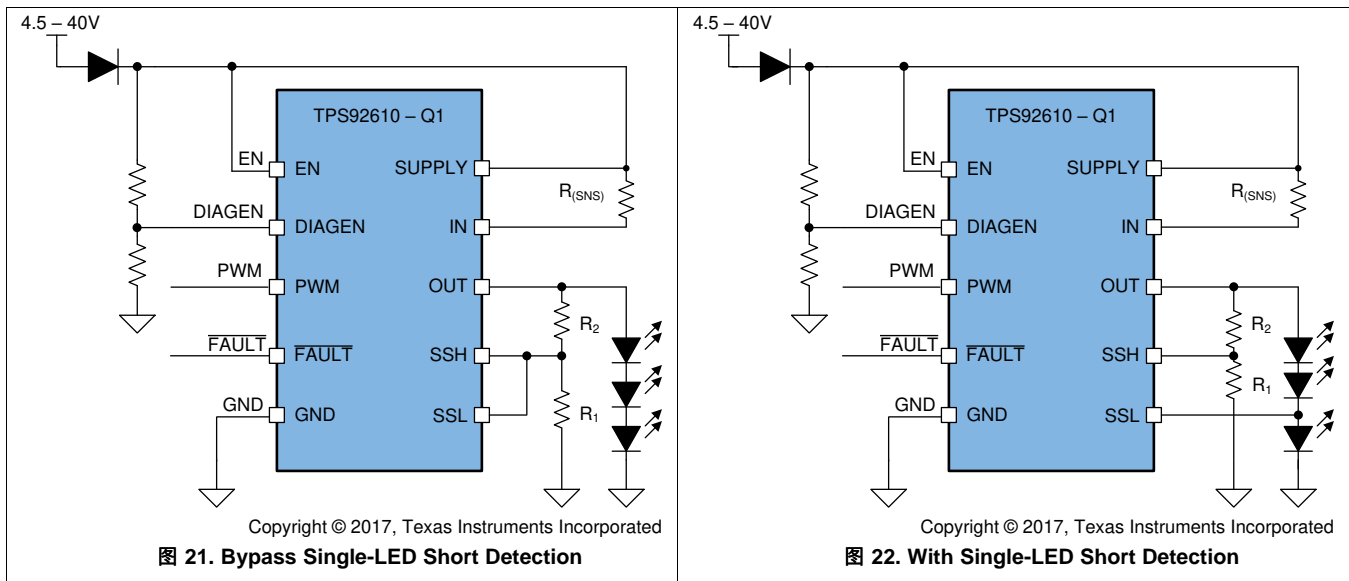 4.5 – 40V
TPS92610 – Q1
EN
EN
SUPPLY
R(SNS)
DIAGEN
DIAGEN
IN
PWM
PWM
OUT
R2
FAULT
FAULT
SSH
R1
GND
GND
SSL
Copyright © 2017, Texas Instruments Incorporated
图 21. Bypass Single-LED Short Detection
4.5 – 40V
TPS92610 – Q1
EN
EN
SUPPLY
R(SNS)
DIAGEN
DIAGEN
IN
PWM
PWM
OUT
R2
FAULT
FAULT
SSH
R1
GND
GND
SSL
Copyright © 2017, Texas Instruments Incorporated
图 22. With Single-LED Short Detection